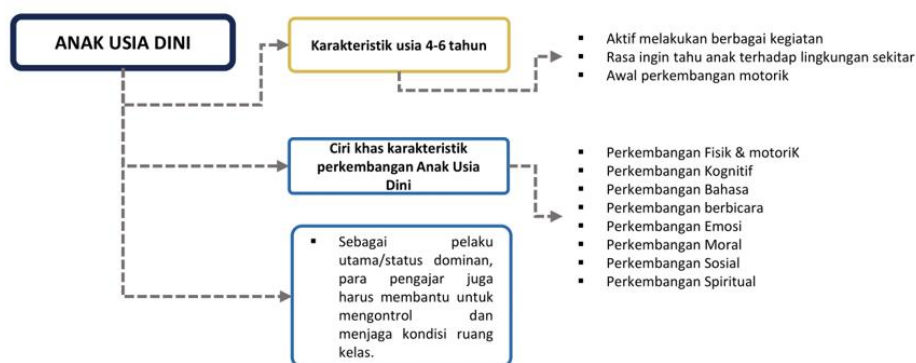 ANAK USIA DINI
Karakteristik usia 4-6 tahun
▪ Aktif melakukan berbagai kegiatan
▪ Rasa ingin tahu anak terhadap lingkungan sekitar
▪ Awal perkembangan motorik
Ciri khas karakteristik
perkembangan Anak Usia
Dini
▪ Perkembangan Fisik & motoriK
▪ Perkembangan Kognitif
▪ Perkembangan Bahasa
▪ Perkembangan berbicara
▪ Perkembangan Emosi
▪ Perkembangan Moral
▪ Perkembangan Sosial
▪ Perkembangan Spiritual
▪ Sebagai pelaku
utama/status dominan,
para pengajar juga
harus membantu untuk
mengontrol dan
menjaga kondisi ruang
kelas.